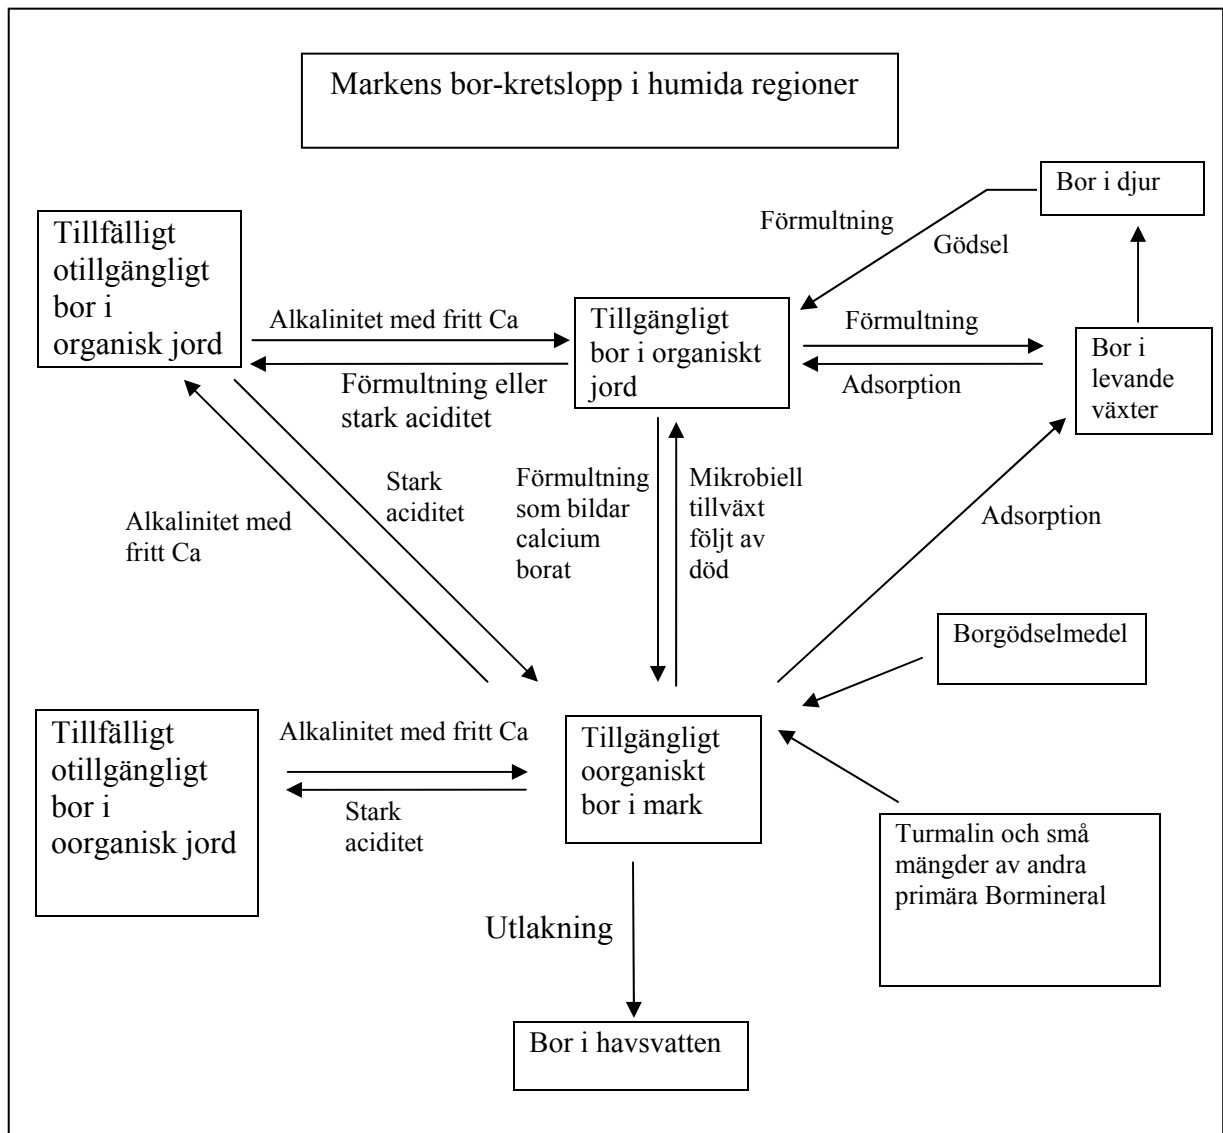 Markens bor-kretslopp i humida regioner
Bor i djur
Förmultning
Gödsel
Tillfälligt
otillgängligt
bor i
organisk jord
Alkalinitet med fritt Ca
Förmultning eller
stark aciditet
Tillgängligt
bor i organiskt
jord
Förmultning
Adsorption
Bor i
levande
växter
Alkalinitet med
fritt Ca
Stark
aciditet
Förmultning
som bildar
calcium
borat
Mikrobiell
tillväxt
följt av
död
Adsorption
Borgödselmedel
Tillfälligt
otillgängligt
bor i
oorganisk jord
Alkalinitet med fritt Ca
Stark
aciditet
Tillgängligt
oorganiskt
bor i mark
Turmalin och små
mängder av andra
primära Bormineral
Utlakning
Bor i havsvatten